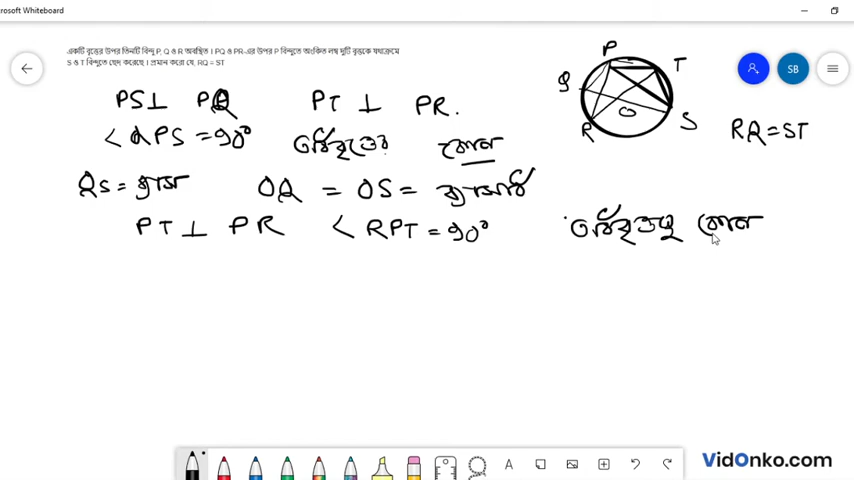 rosoft Whiteboard
একটি বৃত্তের উপর তিনটি বিন্দু P, Q ও R অবস্থিত । PQ ও PR-এর উপর P বিন্দুতে অংকিত লম্ব দুটি বৃত্তকে যথাক্রমে
S ও T বিন্দুতে ছেদ করেছে । প্রমান করো যে, RQ = ST
SB
P
T
Q
O
R
S
PS⊥ PQ PT ⊥ PR.
RQ=ST
< QPS =90° অর্ধবৃত্তের কোন
QS= ব্যাস OQ = OS= ব্যাসার্ধ
PT ⊥ PR < RPT = 90° অর্ধবৃত্তস্থ কোন
A
VidOnko.com